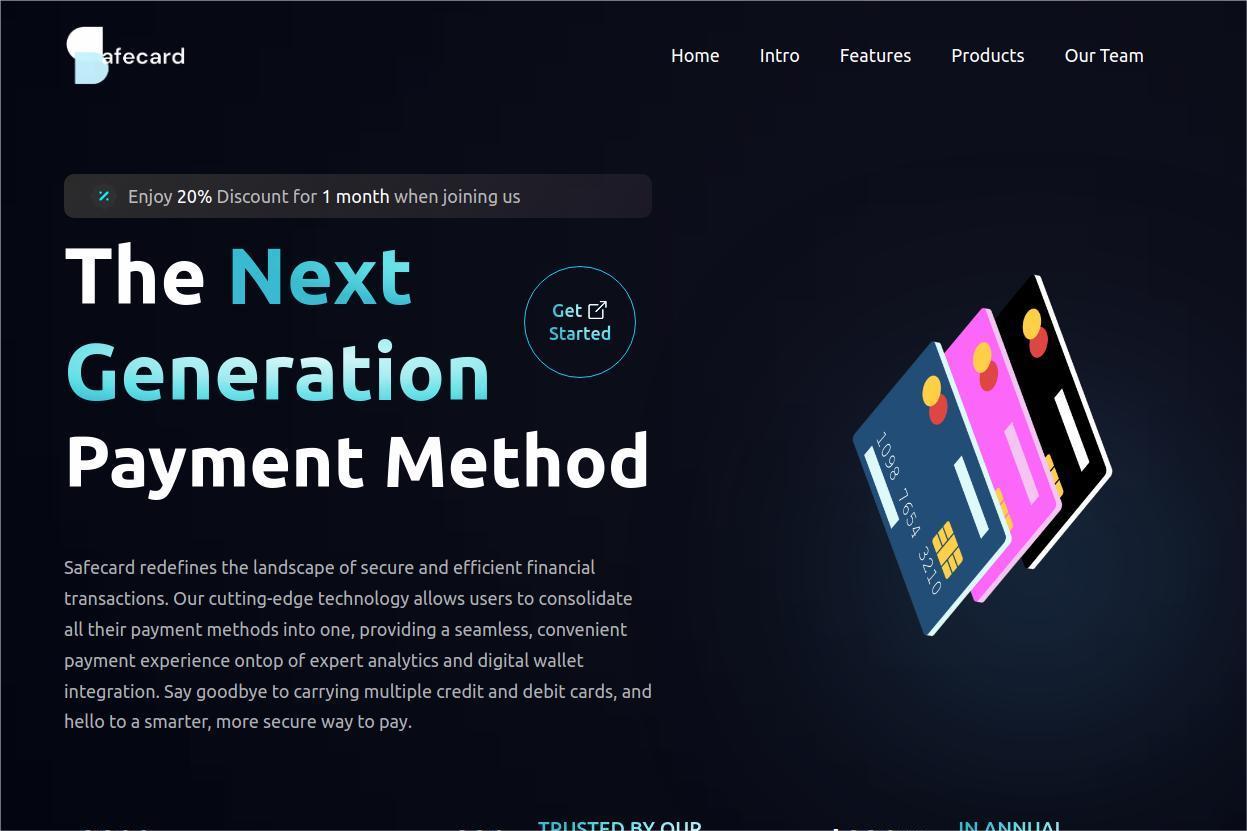 Safecard
Home Intro Features Products Our Team
Enjoy 20% Discount for 1 month when joining us
The Next
Generation
Payment Method
Get
Started
Safecard redefines the landscape of secure and efficient financial
transactions. Our cutting-edge technology allows users to consolidate
all their payment methods into one, providing a seamless, convenient
payment experience ontop of expert analytics and digital wallet
integration. Say goodbye to carrying multiple credit and debit cards, and
hello to a smarter, more secure way to pay.
1098 7654 3210
TRUSTED BY OUR
IN ANNUAL